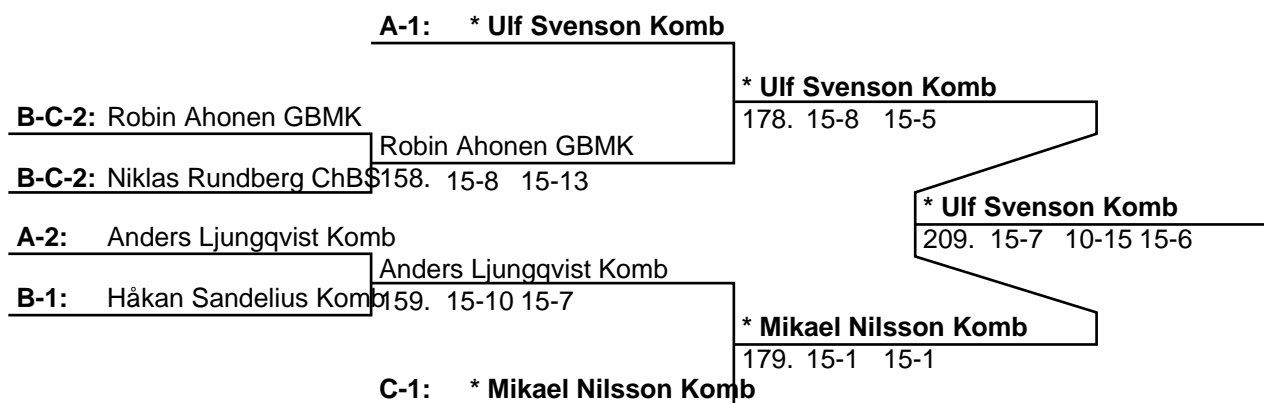 A-1: * Ulf Svenson Komb
* Ulf Svenson Komb
178. 15-8 15-5
B-C-2: Robin Ahonen GBMK
Robin Ahonen GBMK
B-C-2: Niklas Rundberg ChBS
158. 15-8 15-13
* Ulf Svenson Komb
209. 15-7 10-15 15-6
A-2: Anders Ljungqvist Komb
Anders Ljungqvist Komb
B-1: Håkan Sandelius Komb
159. 15-10 15-7
* Mikael Nilsson Komb
179. 15-1 15-1
C-1: * Mikael Nilsson Komb